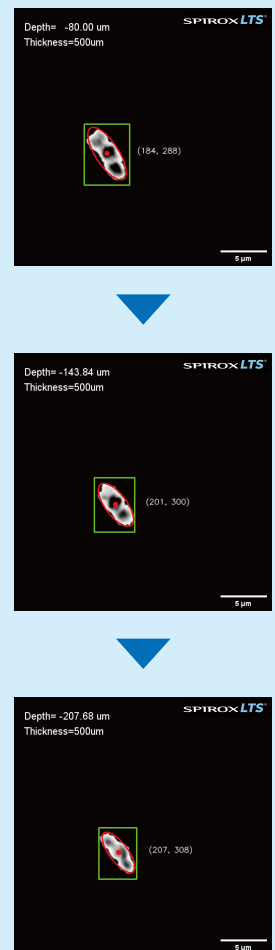 Depth= -80.00 um
SPIROX LTS
Thickness=500um
(184, 288)
5 μm
Depth= -143.84 um
SPIROX LTS
Thickness=500um
(201, 300)
5 μm
Depth= -207.68 um
SPIROX LTS
Thickness=500um
(207, 308)
5 μm